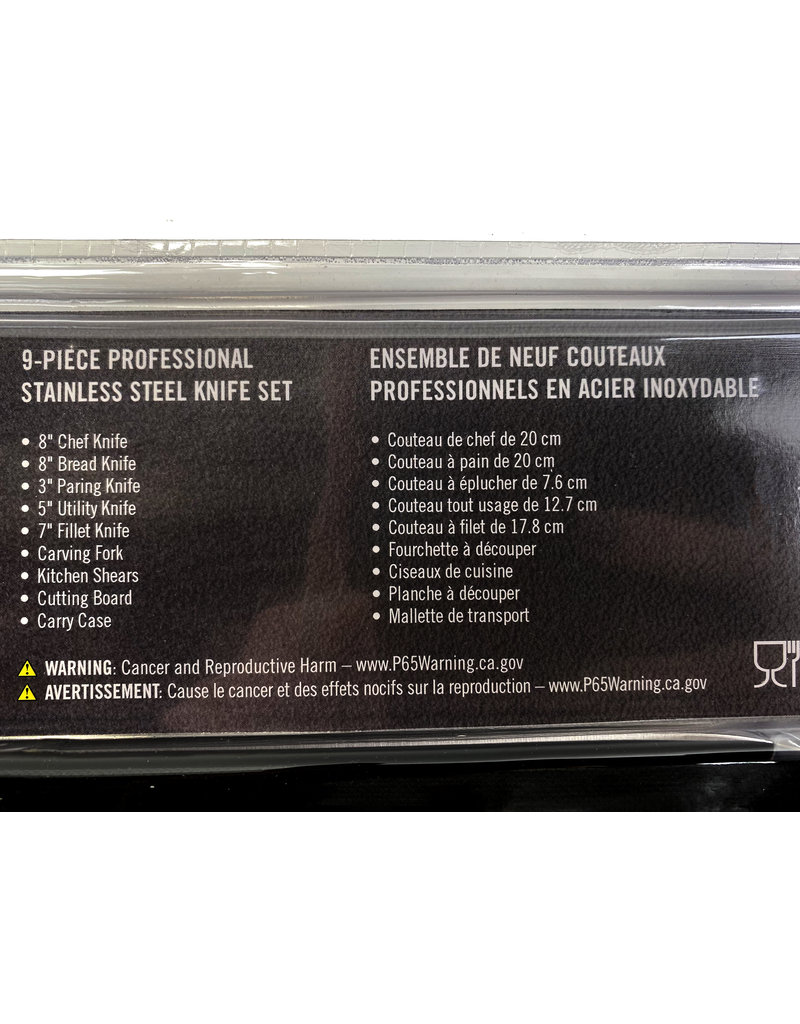 9-PIECE PROFESSIONAL
STAINLESS STEEL KNIFE SET
• 8" Chef Knife
• 8" Bread Knife
• 3" Paring Knife
• 5" Utility Knife
• 7" Fillet Knife
• Carving Fork
• Kitchen Shears
• Cutting Board
• Carry Case
ENSEMBLE DE NEUF COUTEAUX
PROFESSIONNELS EN ACIER INOXYDABLE
• Couteau de chef de 20 cm
• Couteau à pain de 20 cm
• Couteau à éplucher de 7.6 cm
• Couteau tout usage de 12.7 cm
• Couteau à filet de 17.8 cm
• Fourchette à découper
• Ciseaux de cuisine
• Planche à découper
• Mallette de transport
WARNING: Cancer and Reproductive Harm – www.P65Warning.ca.gov
AVERTISSEMENT: Cause le cancer et des effets nocifs sur la reproduction – www.P65Warning.ca.gov